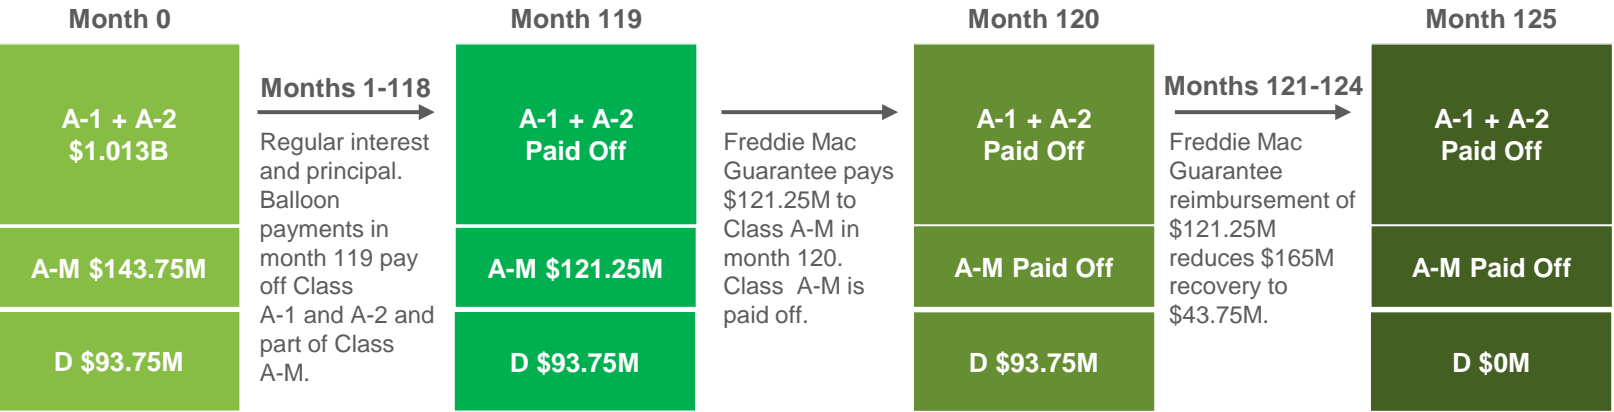 Month 0
A-1 + A-2
$1.013B
A-M $143.75M
D $93.75M
Months 1-118
Regular interest
and principal.
Balloon
payments in
month 119 pay
off Class
A-1 and A-2 and
part of Class
A-M.
Month 119
A-1 + A-2
Paid Off
A-M $121.25M
D $93.75M
Freddie Mac
Guarantee pays
$121.25M to
Class A-M in
month 120.
Class A-M is
paid off.
Month 120
A-1 + A-2
Paid Off
A-M Paid Off
D $93.75M
Months 121-124
Freddie Mac
Guarantee
reimbursement of
$121.25M
reduces $165M
recovery to
$43.75M.
Month 125
A-1 + A-2
Paid Off
A-M Paid Off
D $0M